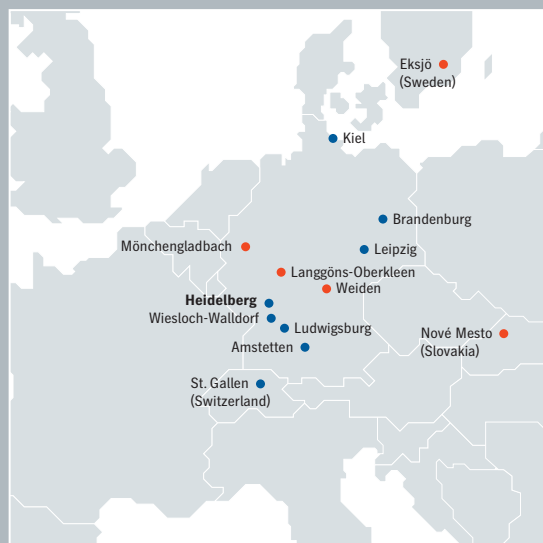 Eksjö
(Sweden)
Kiel
Brandenburg
Mönchengladbach
Leipzig
Langgöns-Oberkleen
Weiden
Heidelberg
Wiesloch-Walldorf
Ludwigsburg
Nové Mesto
(Slovakia)
Amstetten
St. Gallen
(Switzerland)